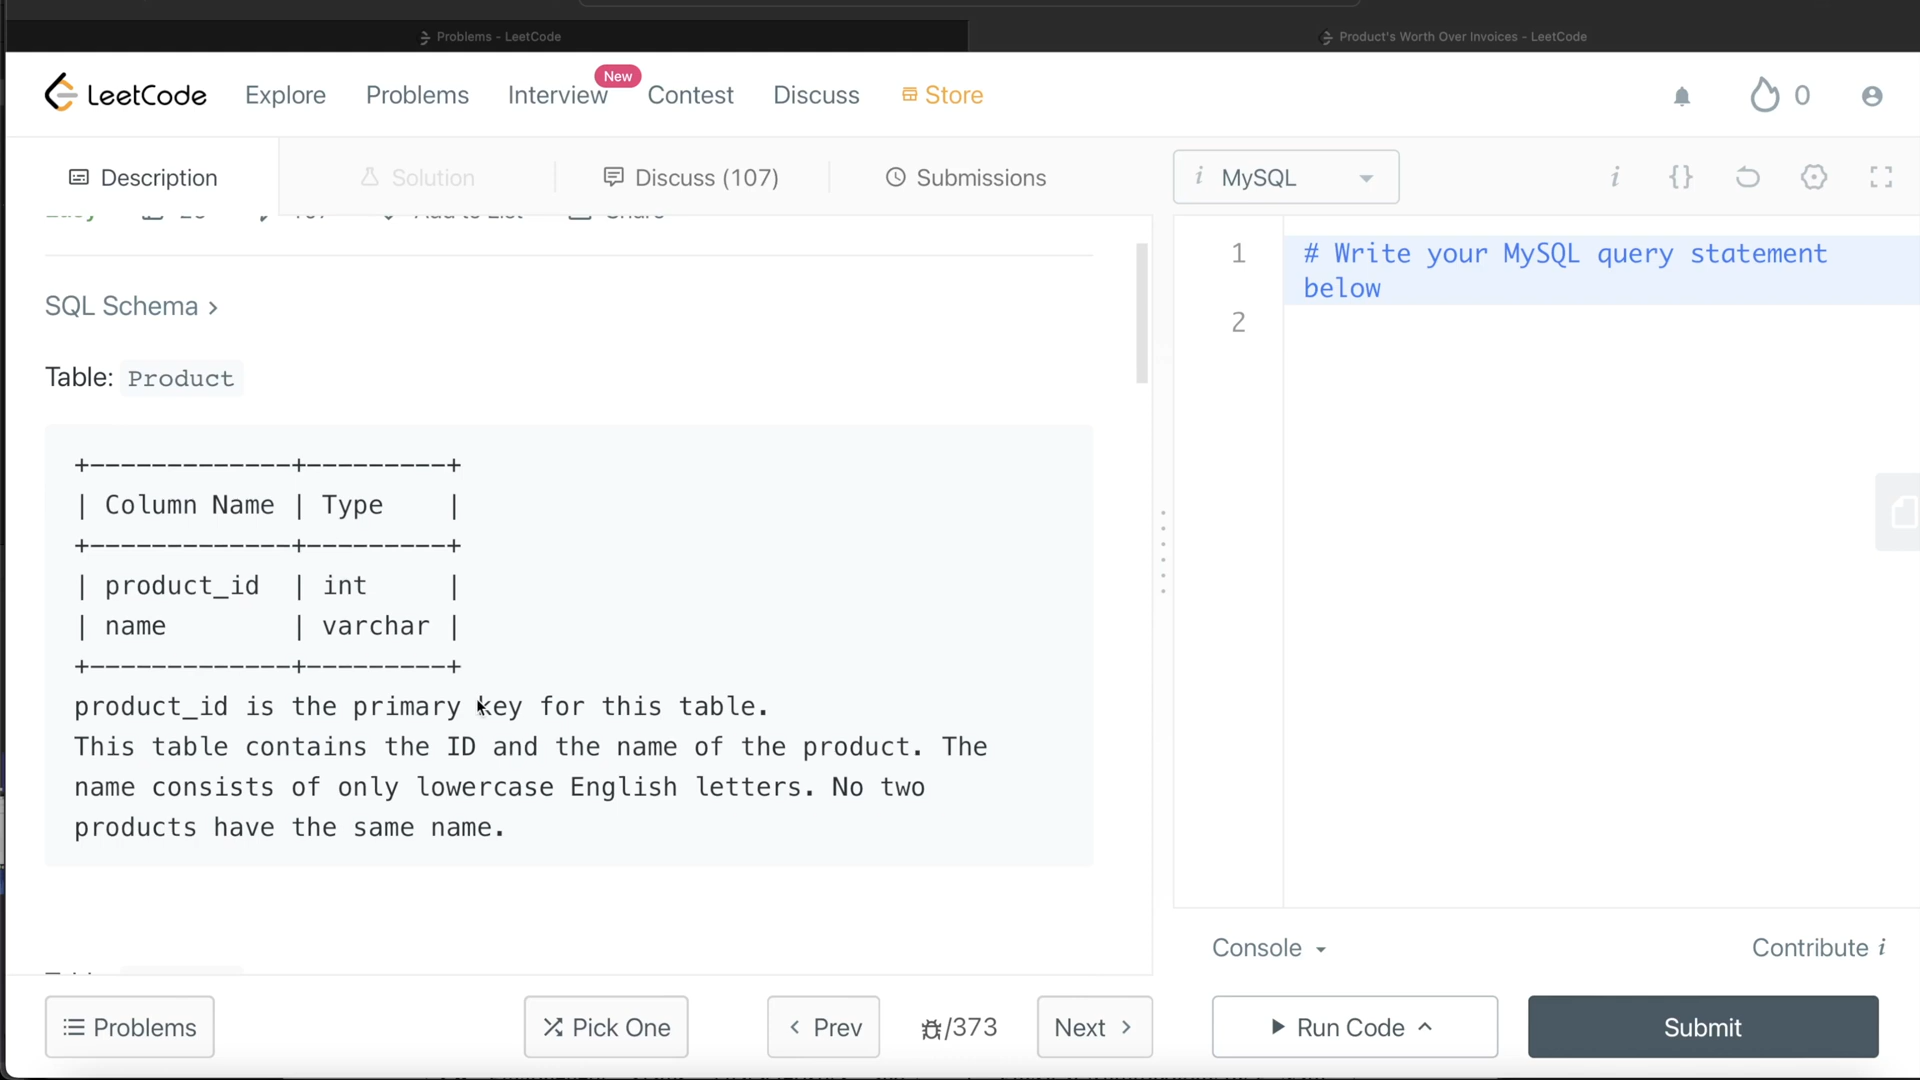 Problems - LeetCode
Product's Worth Over Invoices - LeetCode
LeetCode
Explore
Problems
Interview
New
Contest
Discuss
Store
0
Description
Solution
Discuss (107)
Submissions
MySQL
SQL Schema >
Table: Product
+-------------+---------+
| Column Name | Type    |
+-------------+---------+
| product_id  | int     |
| name        | varchar |
+-------------+---------+
product_id is the primary key for this table.
This table contains the ID and the name of the product. The
name consists of only lowercase English letters. No two
products have the same name.
1 # Write your MySQL query statement
below
2
Console
Contribute i
Problems
Pick One
Prev
/373
Next
Run Code
Submit